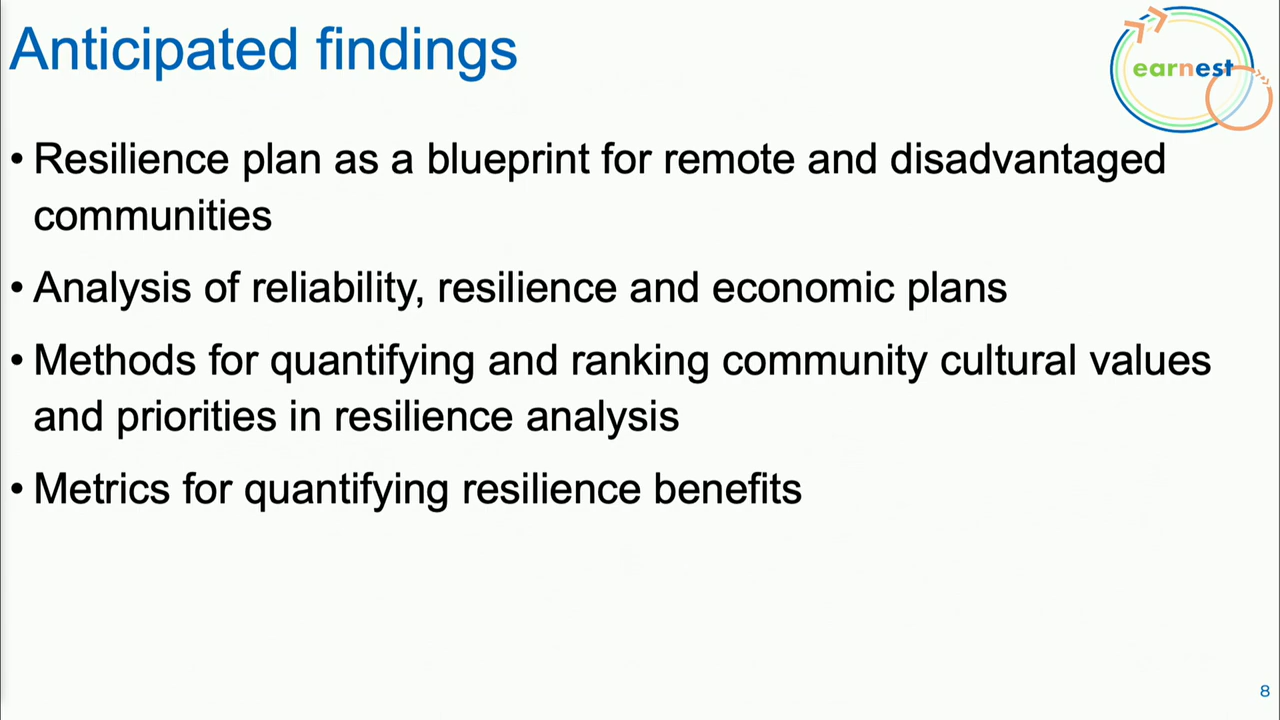 Anticipated findings
earnest
• Resilience plan as a blueprint for remote and disadvantaged
communities
• Analysis of reliability, resilience and economic plans
• Methods for quantifying and ranking community cultural values
and priorities in resilience analysis
• Metrics for quantifying resilience benefits
8